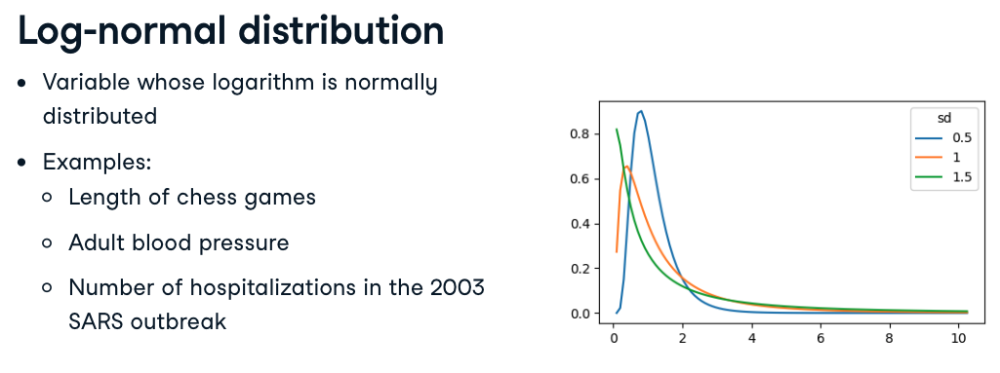 Log-normal distribution
• Variable whose logarithm is normally
distributed
• Examples:
○ Length of chess games
○ Adult blood pressure
○ Number of hospitalizations in the 2003
SARS outbreak
sd
0.5
1
1.5
0.8
0.6
0.4
0.2
0.0
0 2 4 6 8 10